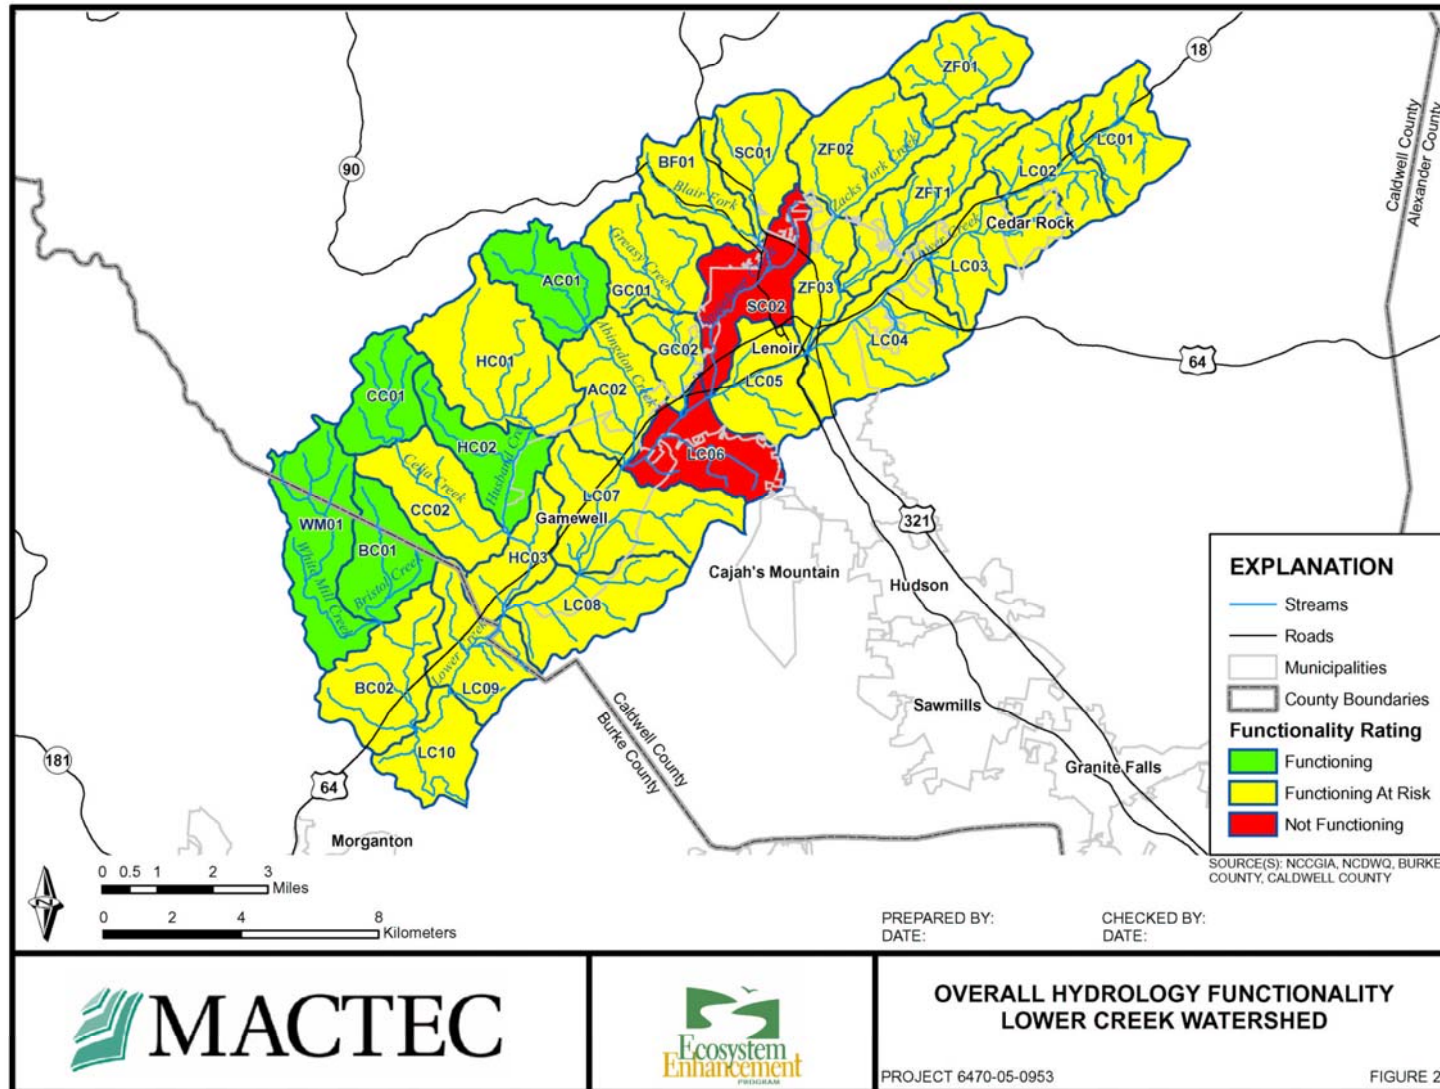 18
ZF01
LC01
90
BF01
SC01
ZF02
LC02
Blair Fork
Zacks Fork Creek
ZFT1
Caldwell County
Alexander County
Cedar Rock
Lower Creek
LC03
Greasy Creek
AC01
GC01
ZF03
SC02
LC04
Abingdon Creek
GC02
Lenoir
64
HC01
LC05
AC02
CC01
HC02
Husband Creek
LC06
Celia Creek
LC07
CC02
Gamewell
321
WM01
BC01
HC03
Cajah's Mountain
Hudson
White Mill Creek
Bristol Creek
LC08
Lower Creek
BC02
LC09
Caldwell County
Burke County
Sawmills
LC10
181
64
Granite Falls
Morganton
EXPLANATION
Streams
Roads
Municipalities
County Boundaries
Functionality Rating
Functioning
Functioning At Risk
Not Functioning
SOURCE(S): NCCGIA, NCDWQ, BURKE
COUNTY, CALDWELL COUNTY
0 0.5 1 2 3
Miles
0 2 4 8
Kilometers
N
PREPARED BY: CHECKED BY:
DATE: DATE:
MACTEC
Ecosystem
Enhancement
PROGRAM
OVERALL HYDROLOGY FUNCTIONALITY
LOWER CREEK WATERSHED
PROJECT 6470-05-0953 FIGURE 2